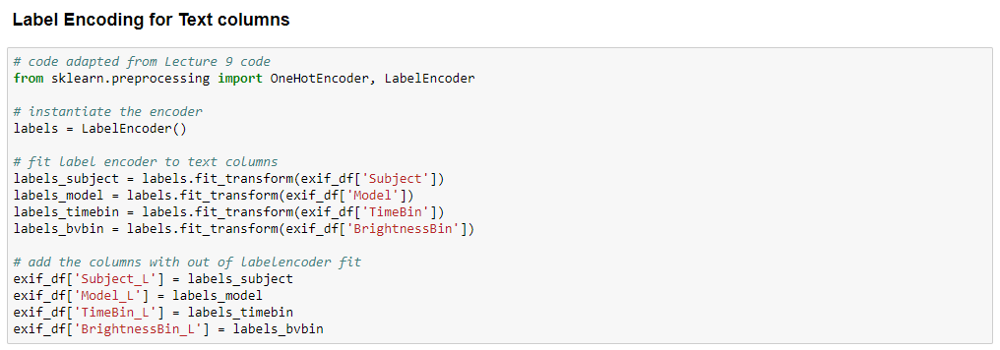 Label Encoding for Text columns
# code adapted from Lecture 9 code
from sklearn.preprocessing import OneHotEncoder, LabelEncoder
# instantiate the encoder
labels = LabelEncoder()
# fit label encoder to text columns
labels_subject = labels.fit_transform(exif_df['Subject'])
labels_model = labels.fit_transform(exif_df['Model'])
labels_timebin = labels.fit_transform(exif_df['TimeBin'])
labels_bvbin = labels.fit_transform(exif_df['BrightnessBin'])
# add the columns with out of labelencoder fit
exif_df['Subject_L'] = labels_subject
exif_df['Model_L'] = labels_model
exif_df['TimeBin_L'] = labels_timebin
exif_df['BrightnessBin_L'] = labels_bvbin